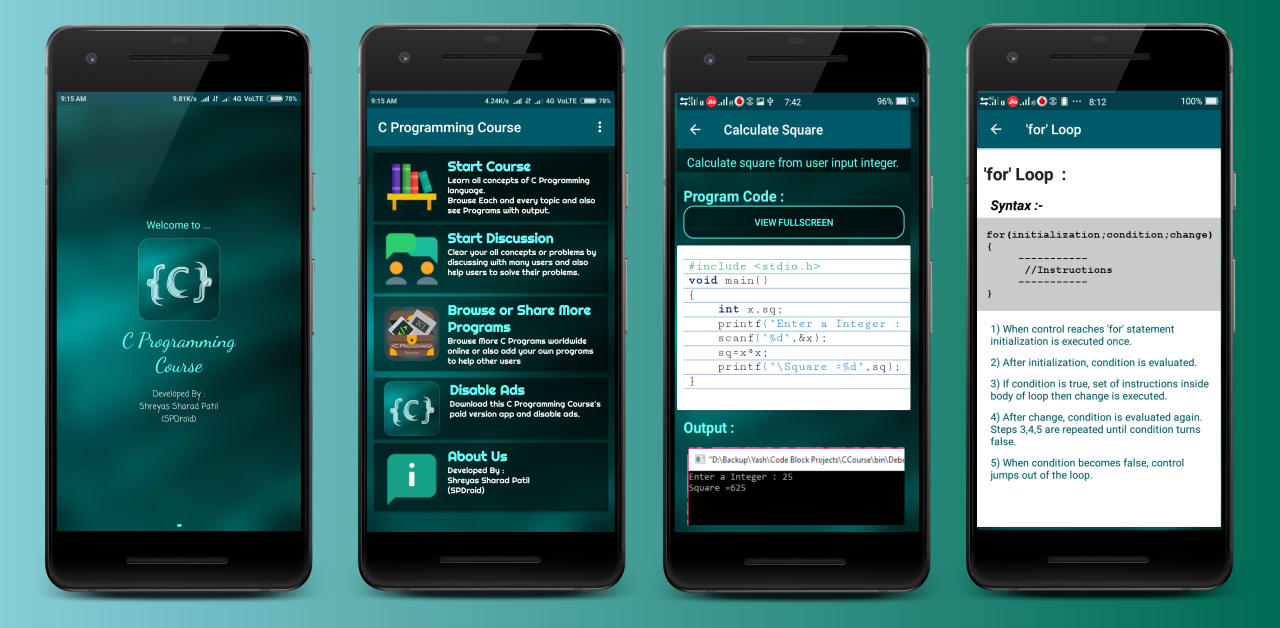 9:15 AM
9.81K/s 4G VoLTE 78%
Welcome to ...
{C}
C Programming
Course
Developed By :
Shreyas Sharad Patil
(SPDroid)
9:15 AM
4.24K/s 4G VoLTE 78%
C Programming Course
Start Course
Learn all concepts of C Programming
language.
Browse Each and every topic and also
see Programs with output.
Start Discussion
Clear your all concepts or problems by
discussing with many users and also
help users to solve their problems.
Browse or Share More
Programs
Browse More C Programs worldwide
online or also add your own programs
to help other users
Disable Ads
{C}
Download this C Programming Course's
paid version app and disable ads.
About Us
i
Developed By :
Shreyas Sharad Patil
(SPDroid)
7:42
96%
Calculate Square
Calculate square from user input integer.
Program Code :
VIEW FULLSCREEN
#include <stdio.h>
void main()
{
int x,sq;
printf("Enter a Integer :
scanf("%d",&x);
sq=x*x;
printf("\Square =%d",sq);
}
Output :
"D:\Backup\Yash\Code Block Projects\CCourse\bin\Debu
Enter a Integer : 25
Square =625
8:12
100%
'for' Loop
'for' Loop :
Syntax :-
for(initialization;condition;change)
{
-----------
//Instructions
-----------
}
1) When control reaches 'for' statement
initialization is executed once.
2) After initialization, condition is evaluated.
3) If condition is true, set of instructions inside
body of loop then change is executed.
4) After change, condition is evaluated again.
Steps 3,4,5 are repeated until condition turns
false.
5) When condition becomes false, control
jumps out of the loop.